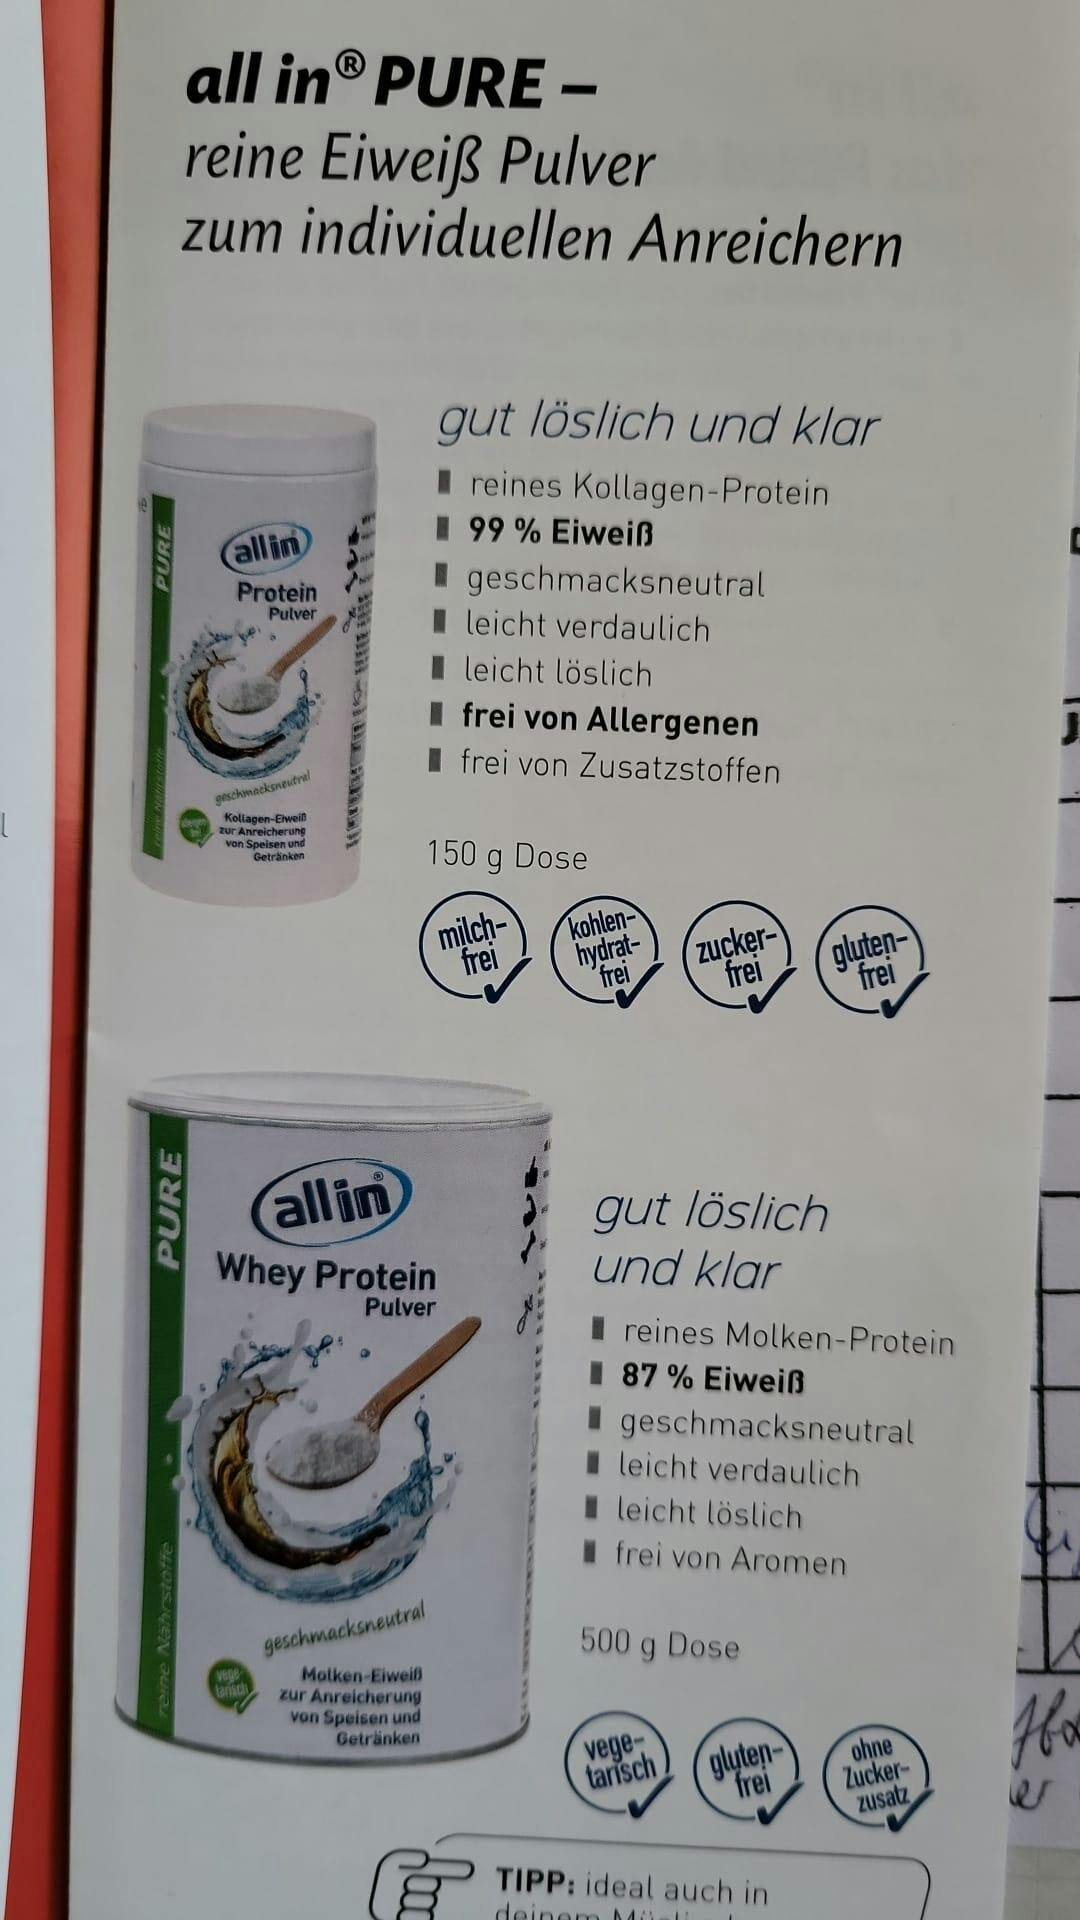 all in® PURE –
reine Eiweiß Pulver
zum individuellen Anreichern
gut löslich und klar
reines Kollagen-Protein
99 % Eiweiß
geschmacksneutral
leicht verdaulich
leicht löslich
frei von Allergenen
frei von Zusatzstoffen
150 g Dose
milch-
frei
kohlen-
hydrat-
frei
zucker-
frei
gluten-
frei
PURE
all in
Protein
Pulver
geschmacksneutral
Kollagen-Eiweiß
zur Anreicherung
von Speisen und
Getränken
reine Nährstoffe
PURE
all in®
Whey Protein
Pulver
geschmacksneutral
vege-
tarisch
Molken-Eiweiß
zur Anreicherung
von Speisen und
Getränken
reine Nährstoffe
gut löslich
und klar
reines Molken-Protein
87 % Eiweiß
geschmacksneutral
leicht verdaulich
leicht löslich
frei von Aromen
500 g Dose
vege-
tarisch
gluten-
frei
ohne
Zucker-
zusatz
TIPP: ideal auch in
deinem